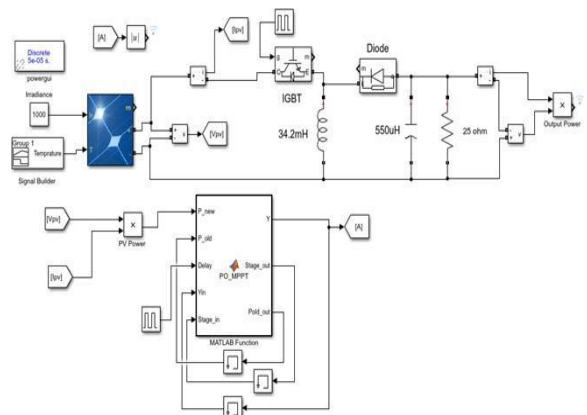 [A]
|u|
[Ipv]
Discrete
5e-05 s.
powergui
Diode
g
m
C
E
IGBT
m
Irradiance
1000
m
T
[Vpv]
Group 1
Temprature
Signal Builder
34.2mH
550uH
25 ohm
+
-
i
v
×
Output Power
[Vpv]
×
PV Power
[Ipv]
P_new
P_old
Delay
Yin
Stage_in
PO_MPPT
Y
Stage_out
Pold_out
MATLAB Function
[A]